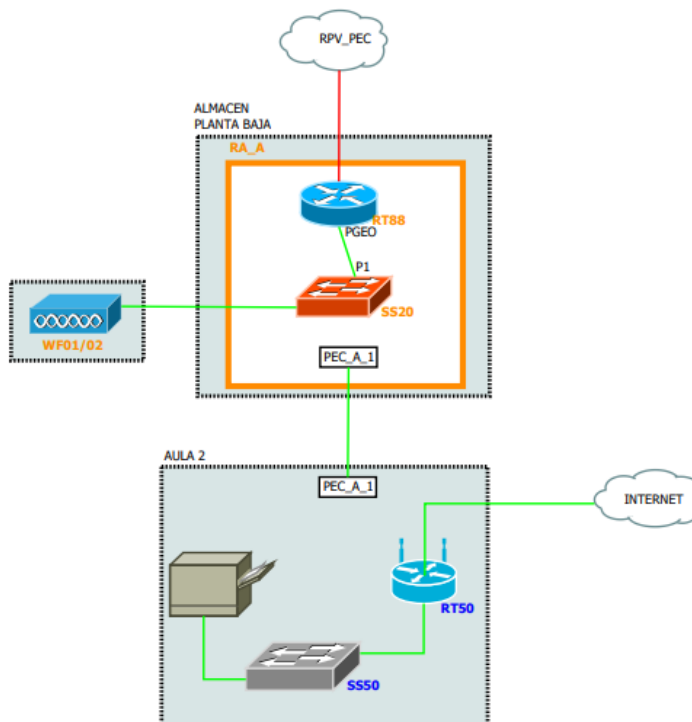 RPV_PEC
ALMACEN
PLANTA BAJA
RA_A
RT88
PGEO
P1
SS20
WF01/02
PEC_A_1
AULA 2
PEC_A_1
INTERNET
RT50
SS50